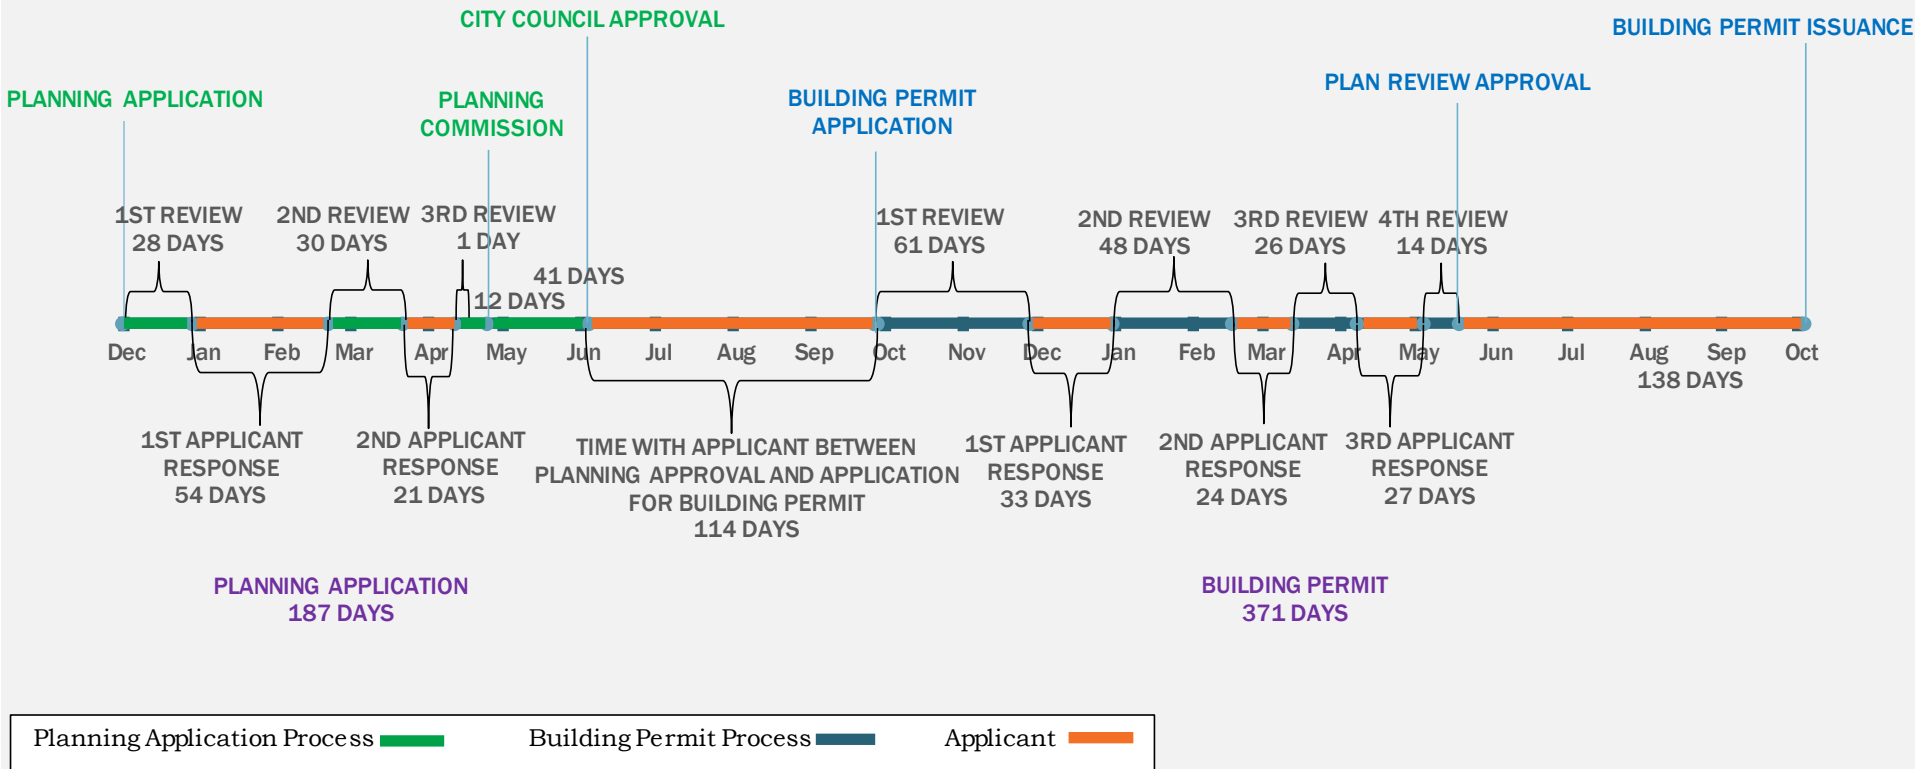 CITY COUNCIL APPROVAL
BUILDING PERMIT ISSUANCE
PLAN REVIEW APPROVAL
PLANNING APPLICATION
PLANNING
COMMISSION
BUILDING PERMIT
APPLICATION
1ST REVIEW
28 DAYS
2ND REVIEW
30 DAYS
3RD REVIEW
1 DAY
41 DAYS
12 DAYS
1ST REVIEW
61 DAYS
2ND REVIEW
48 DAYS
3RD REVIEW
26 DAYS
4TH REVIEW
14 DAYS
Dec Jan Feb Mar Apr May Jun Jul Aug Sep Oct Nov Dec Jan Feb Mar Apr May Jun Jul Aug Sep Oct
138 DAYS
1ST APPLICANT
RESPONSE
54 DAYS
2ND APPLICANT
RESPONSE
21 DAYS
TIME WITH APPLICANT BETWEEN
PLANNING APPROVAL AND APPLICATION
FOR BUILDING PERMIT
114 DAYS
1ST APPLICANT
RESPONSE
33 DAYS
2ND APPLICANT
RESPONSE
24 DAYS
3RD APPLICANT
RESPONSE
27 DAYS
PLANNING APPLICATION
187 DAYS
BUILDING PERMIT
371 DAYS
Planning Application Process Building Permit Process Applicant